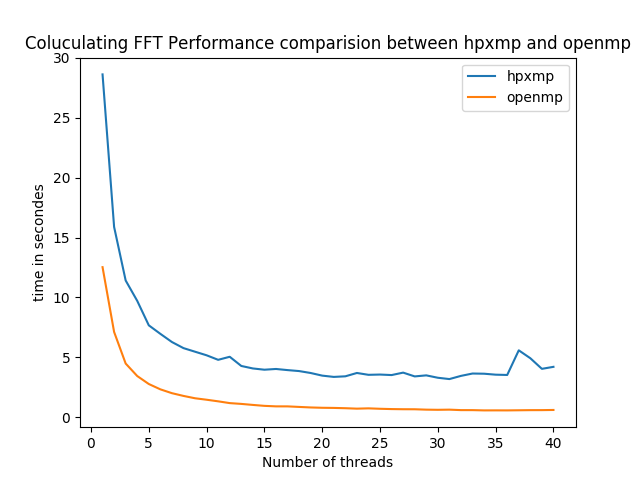 Coluculating FFT Performance comparision between hpxmp and openmp
hpxmp
openmp
30
25
20
15
10
5
0
time in secondes
0 5 10 15 20 25 30 35 40
Number of threads